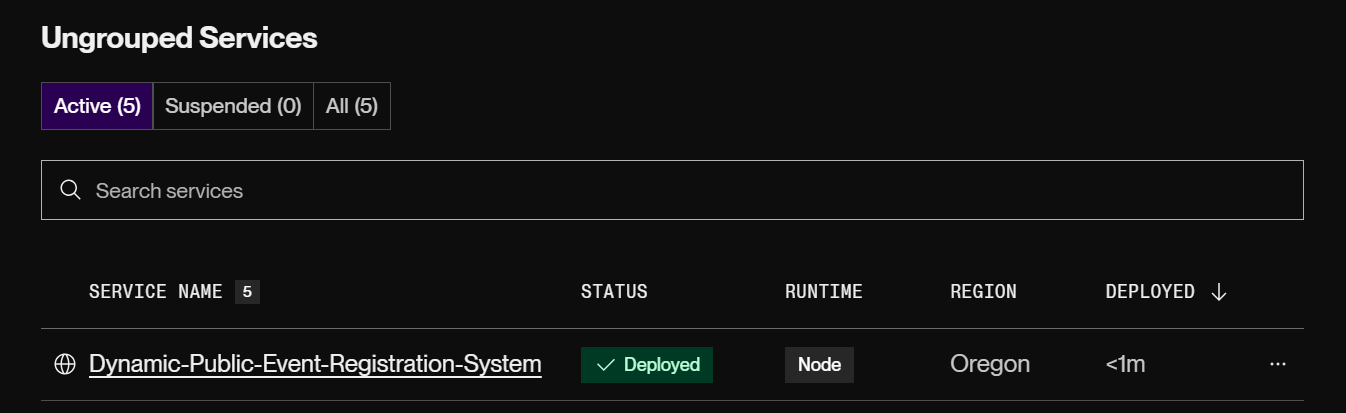 Ungrouped Services
Active (5) Suspended (0) All (5)
Search services
SERVICE NAME 5 STATUS RUNTIME REGION DEPLOYED ↓
Dynamic-Public-Event-Registration-System ✓ Deployed Node Oregon <1m ...